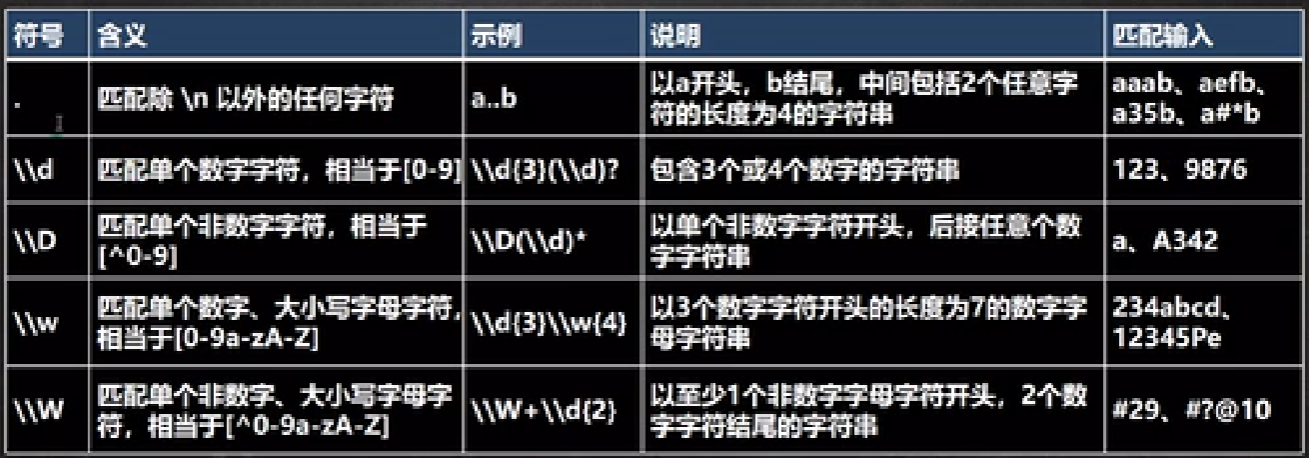 符号 含义 示例 说明 匹配输入
. 匹配除 \n 以外的任何字符 a..b 以a开头，b结尾，中间包括2个任意字 aaab、aefb、
符的长度为4的字符串 a35b、a#*b
\\d 匹配单个数字字符，相当于[0-9] \\d{3}(\\d)? 包含3个或4个数字的字符串 123、9876
\\D 匹配单个非数字字符，相当于 \\D(\\d)* 以单个非数字字符开头，后接任意个数 a、A342
[^0-9] 字字符串
\\w 匹配单个数字、大小写字母字符， \\d{3}\\w{4} 以3个数字字符开头的长度为7的数字字 234abcd、
相当于[0-9a-zA-Z] 母字符串 12345Pe
\\W 匹配单个非数字、大小写字母字 \\W+\\d{2} 以至少1个非数字字母字符开头，2个数 #29、#?@10
符，相当于[^0-9a-zA-Z] 字字符结尾的字符串